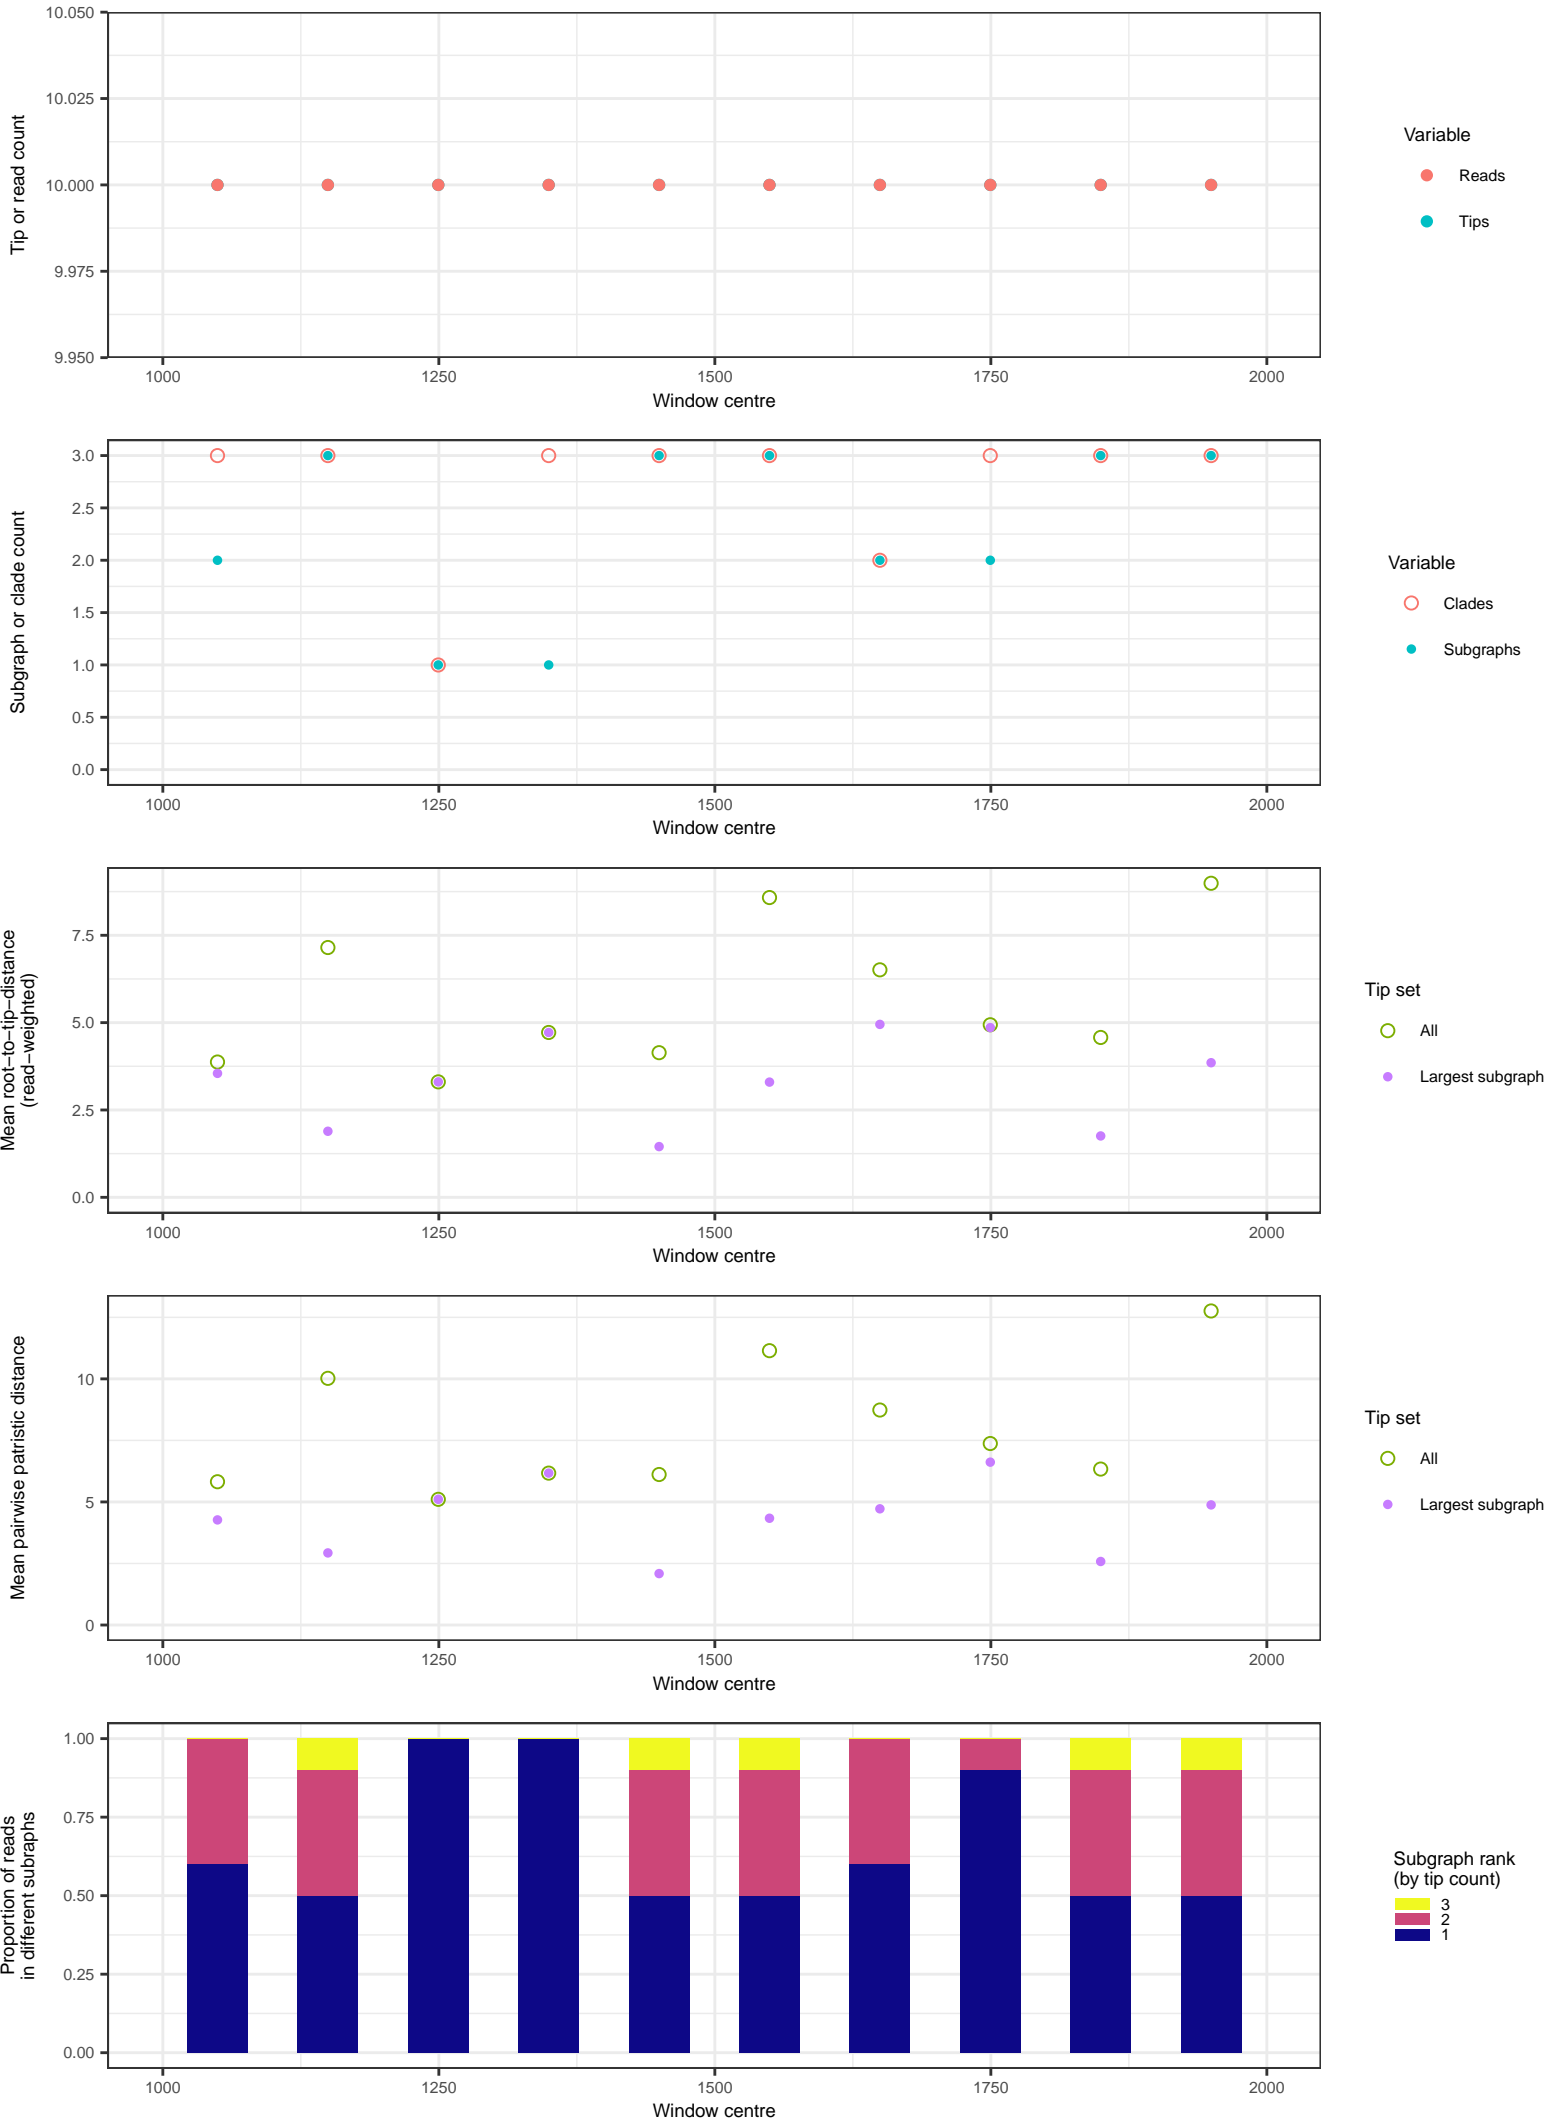 10.050
10.025
10.000
9.975
9.950
Tip or read count
1000 1250 1500 1750 2000
Window centre
Variable
Reads
Tips
3.0
2.5
2.0
1.5
1.0
0.5
0.0
Subgraph or clade count
1000 1250 1500 1750 2000
Window centre
Variable
Clades
Subgraphs
7.5
5.0
2.5
0.0
Mean root−to−tip−distance
(read−weighted)
1000 1250 1500 1750 2000
Window centre
Tip set
All
Largest subgraph
10
5
0
Mean pairwise patristic distance
1000 1250 1500 1750 2000
Window centre
Tip set
All
Largest subgraph
1.00
0.75
0.50
0.25
0.00
Proportion of reads
in different subraphs
1000 1250 1500 1750 2000
Window centre
Subgraph rank
(by tip count)
3
2
1